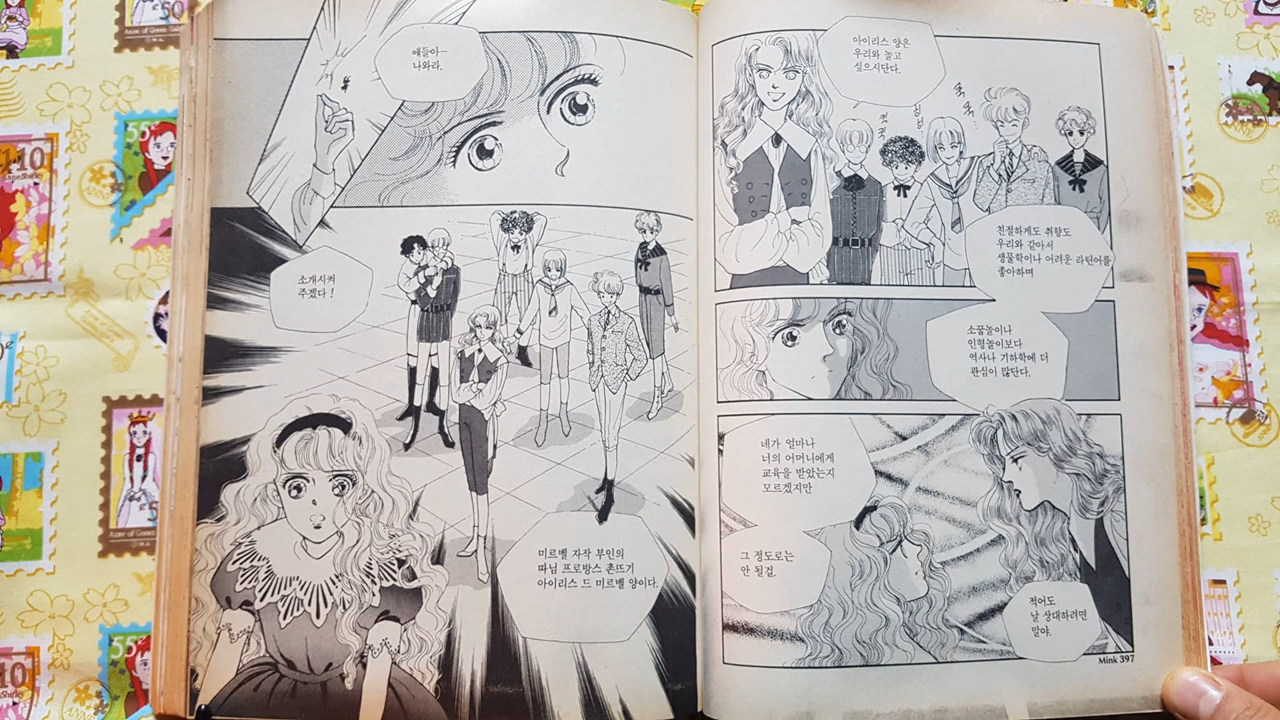 얘들아—
나와라.
소개시켜
주겠다!
미르벨 자작 부인의
따님 프로방스 촌뜨기
아이리스 드 미르벨 양이다.
아이리스 양은
우리와 놀고
싶으시단다.
친절하게도 취향도
우리와 같아서
생물학이나 어려운 라틴어를
좋아하며
소꿉놀이나
인형놀이보다
역사나 기하학에 더
관심이 많단다.
네가 얼마나
너의 어머니에게
교육을 받았는지
모르겠지만
그 정도로는
안 될걸.
적어도
날 상대하려면
말야.
Mink 397
55¢
55¢
Anne of Green